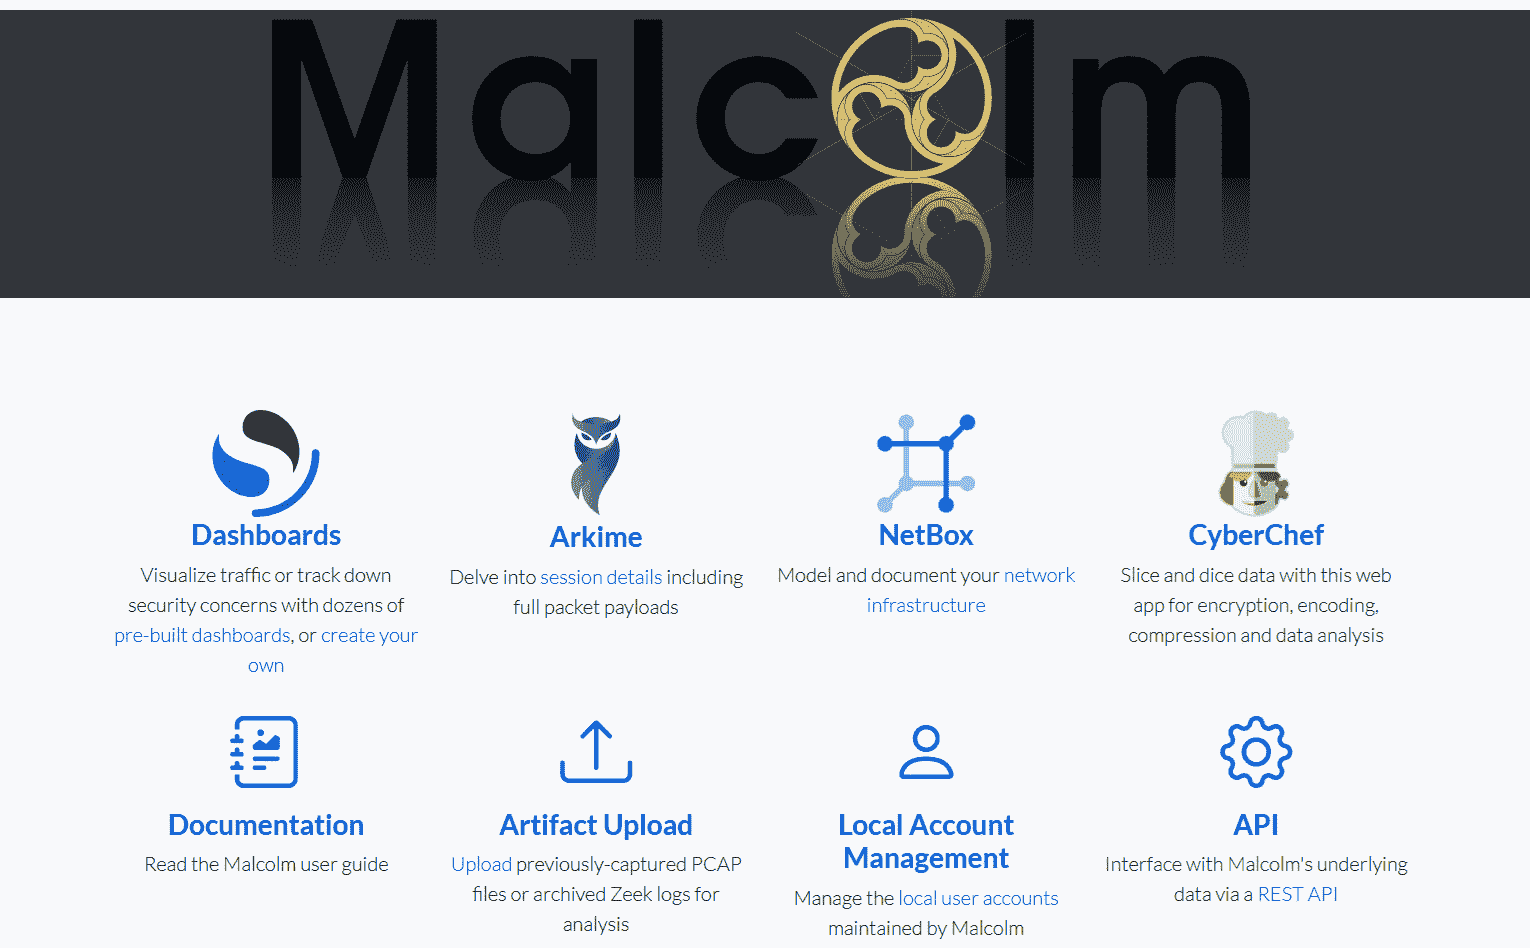 Malcolm
Dashboards
Visualize traffic or track down
security concerns with dozens of
pre-built dashboards, or create your
own
Arkime
Delve into session details including
full packet payloads
NetBox
Model and document your network
infrastructure
CyberChef
Slice and dice data with this web
app for encryption, encoding,
compression and data analysis
Documentation
Read the Malcolm user guide
Artifact Upload
Upload previously-captured PCAP
files or archived Zeek logs for
analysis
Local Account
Management
Manage the local user accounts
maintained by Malcolm
API
Interface with Malcolm's underlying
data via a REST API